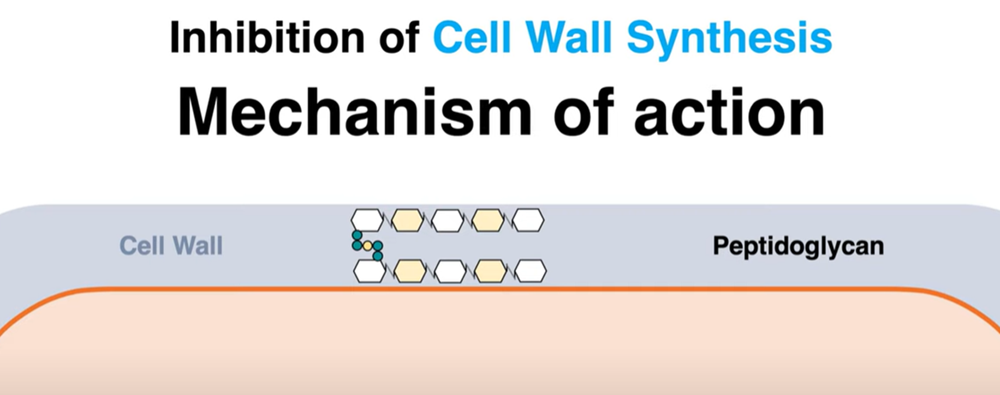 Inhibition of Cell Wall Synthesis
Mechanism of action
Cell Wall
Peptidoglycan